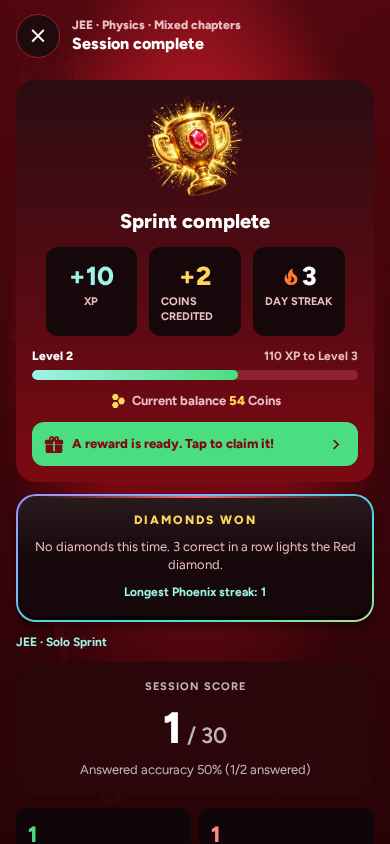 JEE · Physics · Mixed chapters
Session complete
Sprint complete
+10
XP
+2
COINS
CREDITED
3
DAY STREAK
Level 2
110 XP to Level 3
Current balance 54 Coins
A reward is ready. Tap to claim it!
DIAMONDS WON
No diamonds this time. 3 correct in a row lights the Red
diamond.
Longest Phoenix streak: 1
JEE · Solo Sprint
SESSION SCORE
1 / 30
Answered accuracy 50% (1/2 answered)
1
1